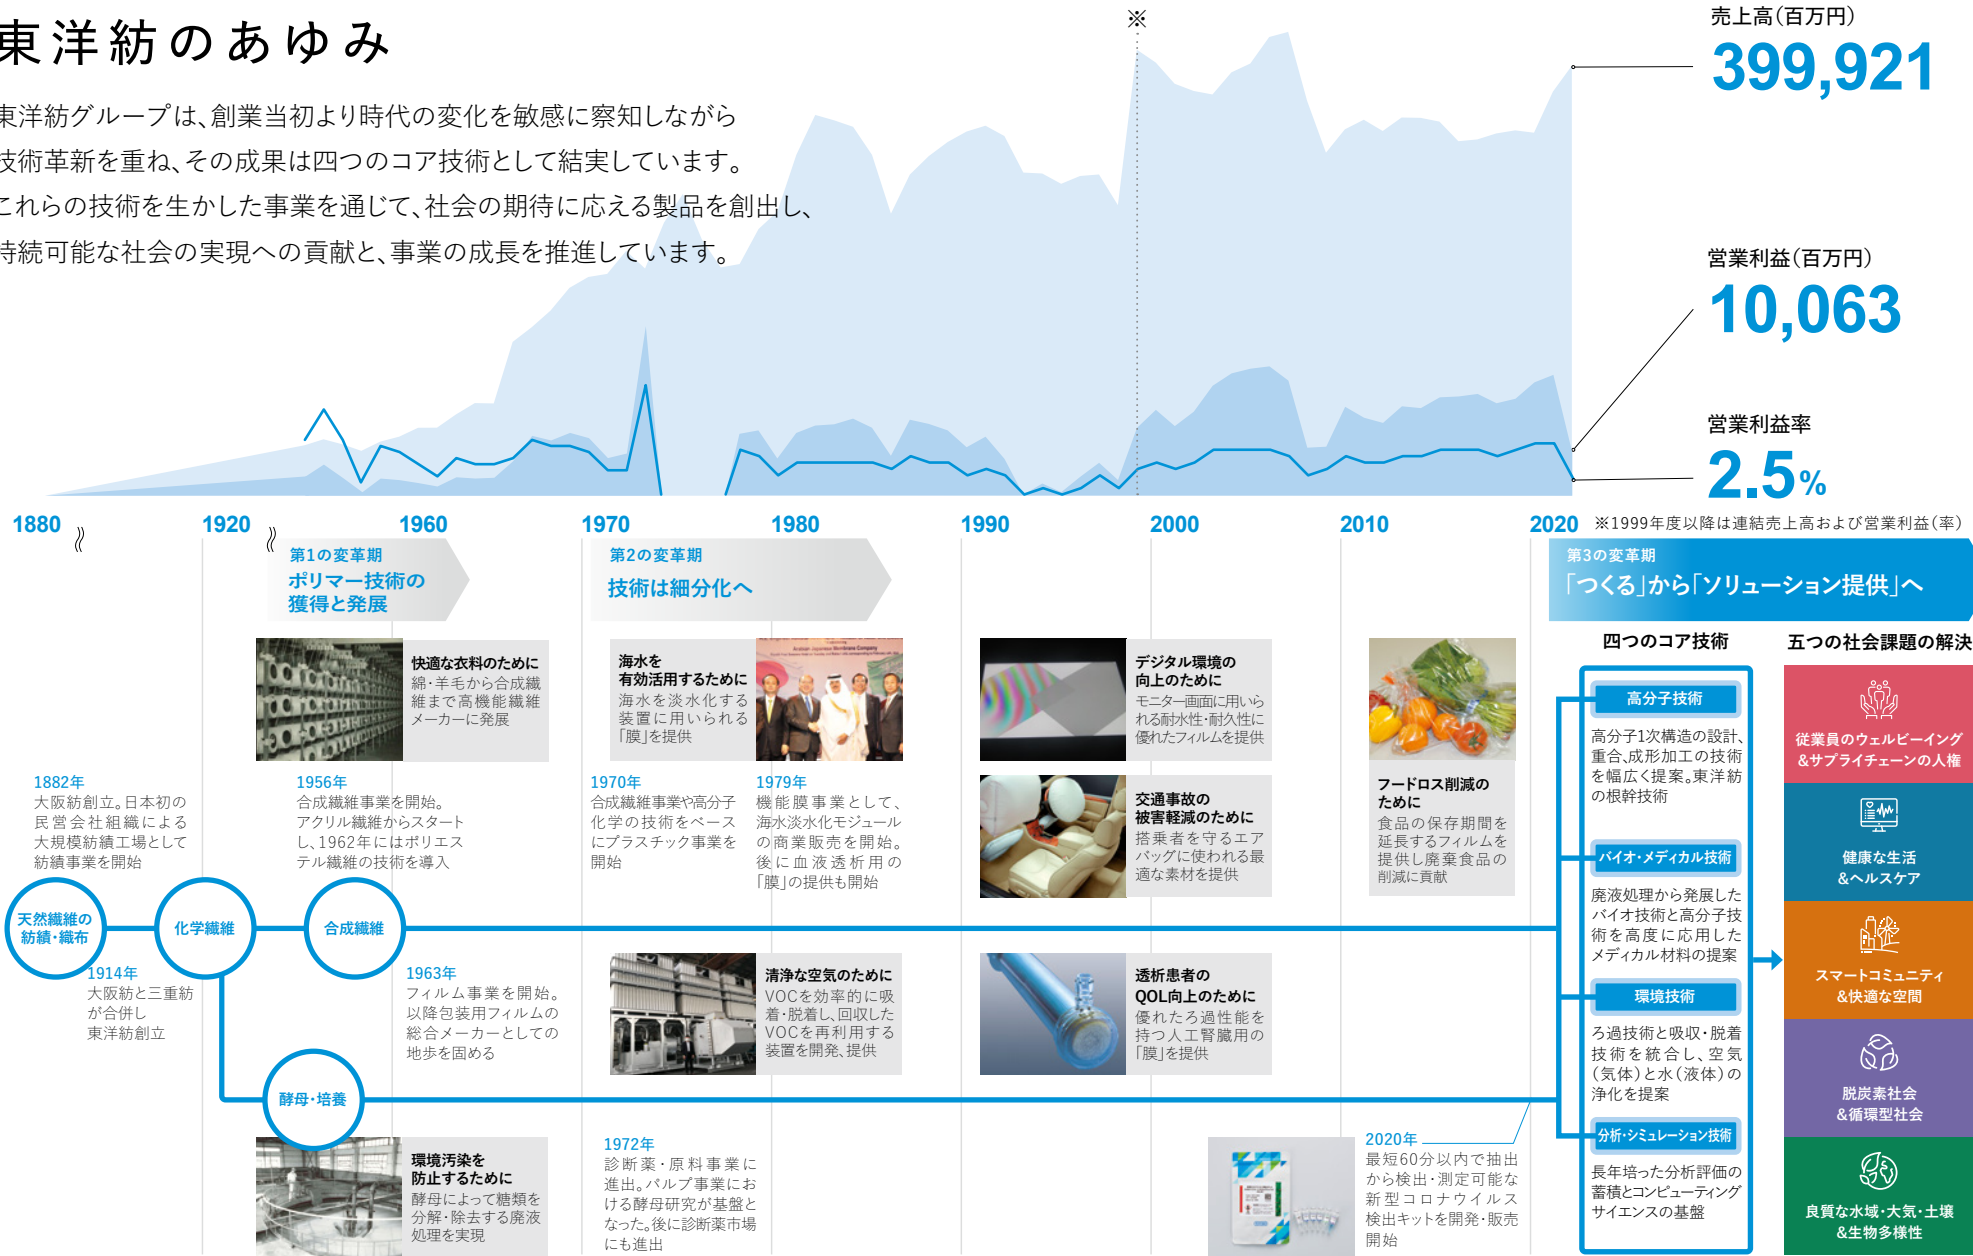 東洋紡のあゆみ
東洋紡グループは、創業当初より時代の変化を敏感に察知しながら
技術革新を重ね、その成果は四つのコア技術として結実しています。
これらの技術を生かした事業を通じて、社会の期待に応える製品を創出し、
持続可能な社会の実現への貢献と、事業の成長を推進しています。
※
売上高(百万円)
399,921
営業利益(百万円)
10,063
営業利益率
2.5%
1880
1920
1960
1970
1980
1990
2000
2010
2020
※1999年度以降は連結売上高および営業利益(率)
第1の変革期
ポリマー技術の
獲得と発展
第2の変革期
技術は細分化へ
第3の変革期
「つくる」から「ソリューション提供」へ
快適な衣料のために
綿・羊毛から合成繊
維まで高機能繊維
メーカーに発展
海水を
有効活用するために
海水を淡水化する
装置に用いられる
「膜」を提供
Arabian Japanese Membrane Company
デジタル環境の
向上のために
モニター画面に用いら
れる耐水性・耐久性に
優れたフィルムを提供
交通事故の
被害軽減のために
搭乗者を守るエア
バッグに使われる最
適な素材を提供
フードロス削減の
ために
食品の保存期間を
延長するフィルムを
提供し廃棄食品の
削減に貢献
1882年
大阪紡創立。日本初の
民営会社組織による
大規模紡績工場として
紡績事業を開始
1956年
合成繊維事業を開始。
アクリル繊維からスタート
し、1962年にはポリエス
テル繊維の技術を導入
1970年
合成繊維事業や高分子
化学の技術をベース
にプラスチック事業を
開始
1979年
機能膜事業として、
海水淡水化モジュール
の商業販売を開始。
後に血液透析用の
「膜」の提供も開始
天然繊維の
紡績・織布
化学繊維
合成繊維
1914年
大阪紡と三重紡
が合併し
東洋紡創立
1963年
フィルム事業を開始。
以降包装用フィルムの
総合メーカーとしての
地歩を固める
清浄な空気のために
VOCを効率的に吸
着・脱着し、回収した
VOCを再利用する
装置を開発、提供
透析患者の
QOL向上のために
優れたろ過性能を
持つ人工腎臓用の
「膜」を提供
酵母・培養
環境汚染を
防止するために
酵母によって糖類を
分解・除去する廃液
処理を実現
1972年
診断薬・原料事業に
進出。パルプ事業にお
ける酵母研究が基盤と
なった。後に診断薬市場
にも進出
2020年
最短60分以内で抽出
から検出・測定可能な
新型コロナウイルス
検出キットを開発・販売
開始
四つのコア技術
高分子技術
高分子1次構造の設計、
重合、成形加工の技術
を幅広く提案。東洋紡
の根幹技術
バイオ・メディカル技術
廃液処理から発展した
バイオ技術と高分子技
術を高度に応用した
メディカル材料の提案
環境技術
ろ過技術と吸収・脱着
技術を統合し、空気
(気体)と水(液体)の
浄化を提案
分析・シミュレーション技術
長年培った分析評価の
蓄積とコンピューティング
サイエンスの基盤
五つの社会課題の解決
従業員のウェルビーイング
&サプライチェーンの人権
健康な生活
&ヘルスケア
スマートコミュニティ
&快適な空間
脱炭素社会
&循環型社会
良質な水域・大気・土壌
&生物多様性